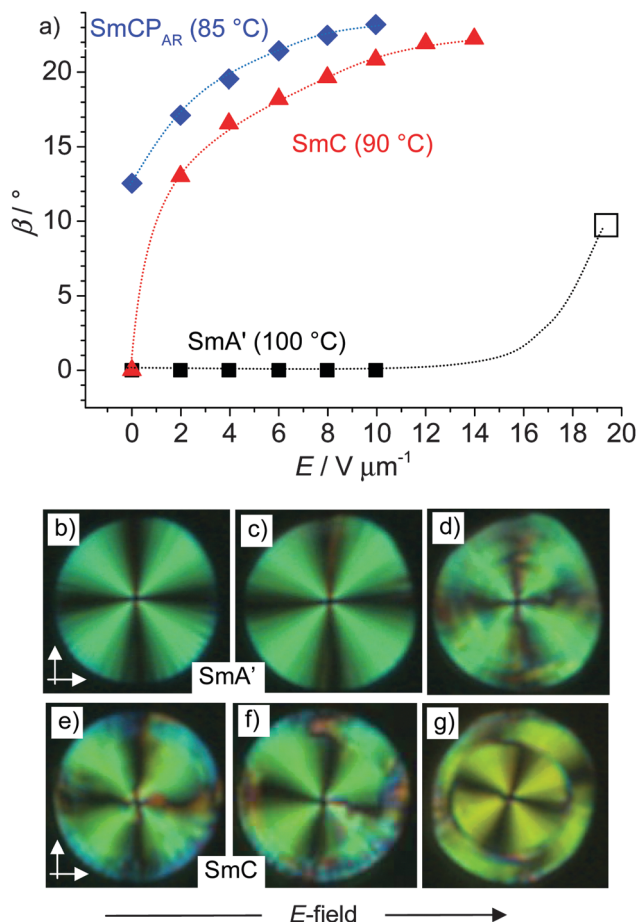 a)
SmCP_AR (85 °C)
SmC (90 °C)
SmA' (100 °C)
20
15
10
5
0
β / °
0 2 4 6 8 10 12 14 16 18 20
E / V μm⁻¹
b) c) d)
SmA'
e) f) g)
SmC
E-field